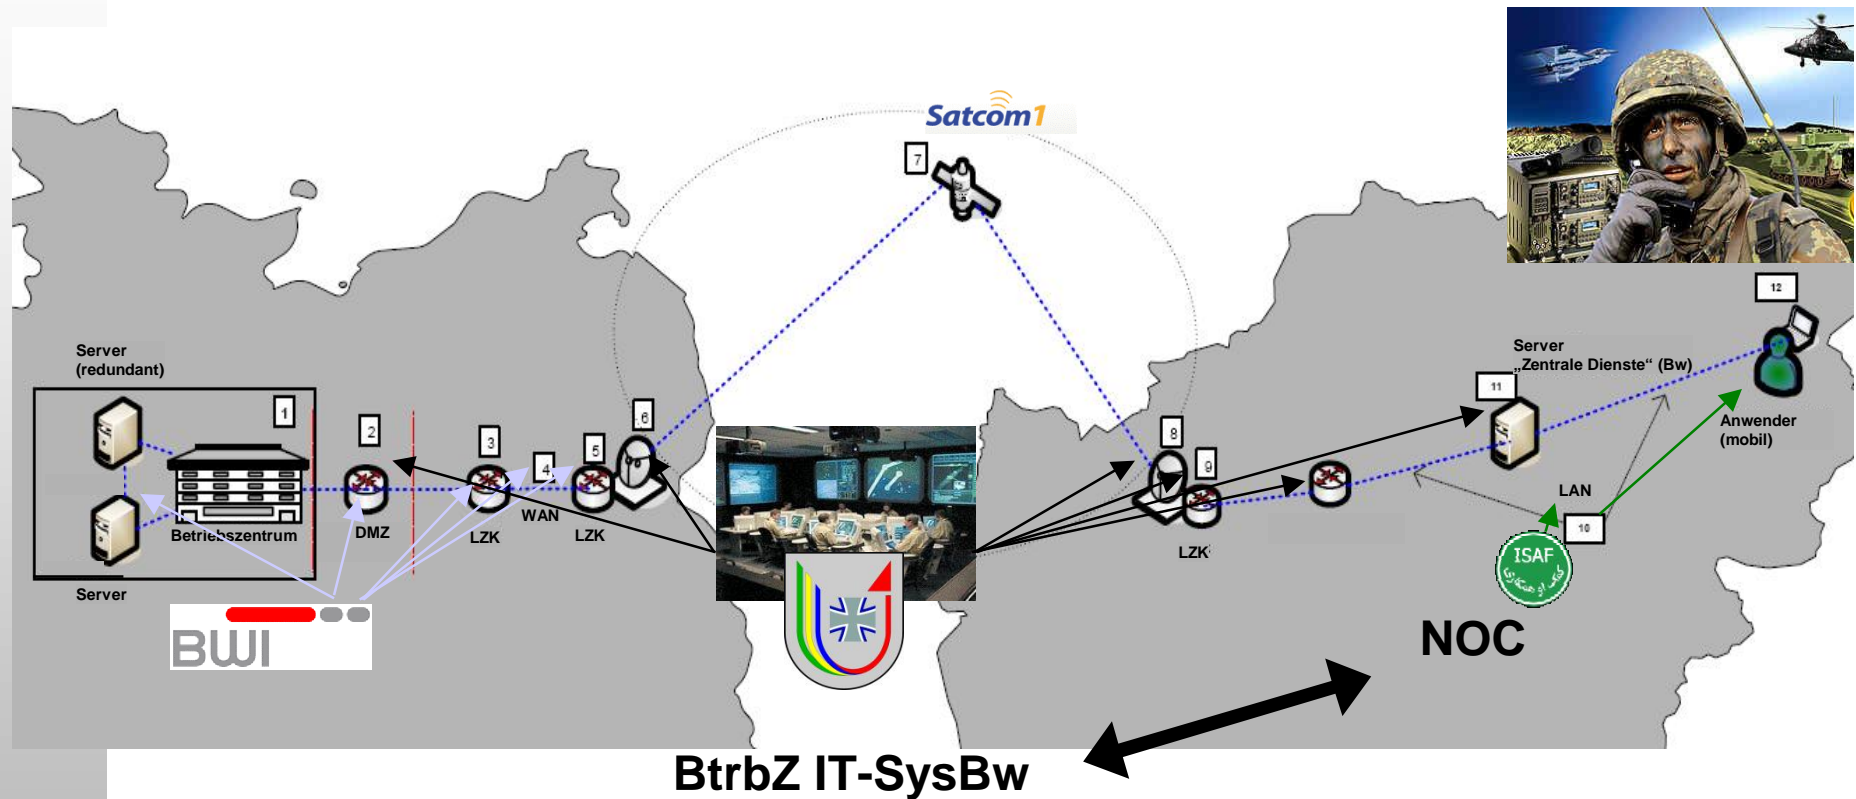 Satcom1
7
12
Server
(redundant)
Server
„Zentrale Dienste“ (Bw)
11
1
2
3
4
5
6
8
9
Anwender
(mobil)
Betriebszentrum
DMZ
LZK
WAN
LZK
LZK
LAN
10
ISAF
Server
BWI
NOC
BtrbZ IT-SysBw